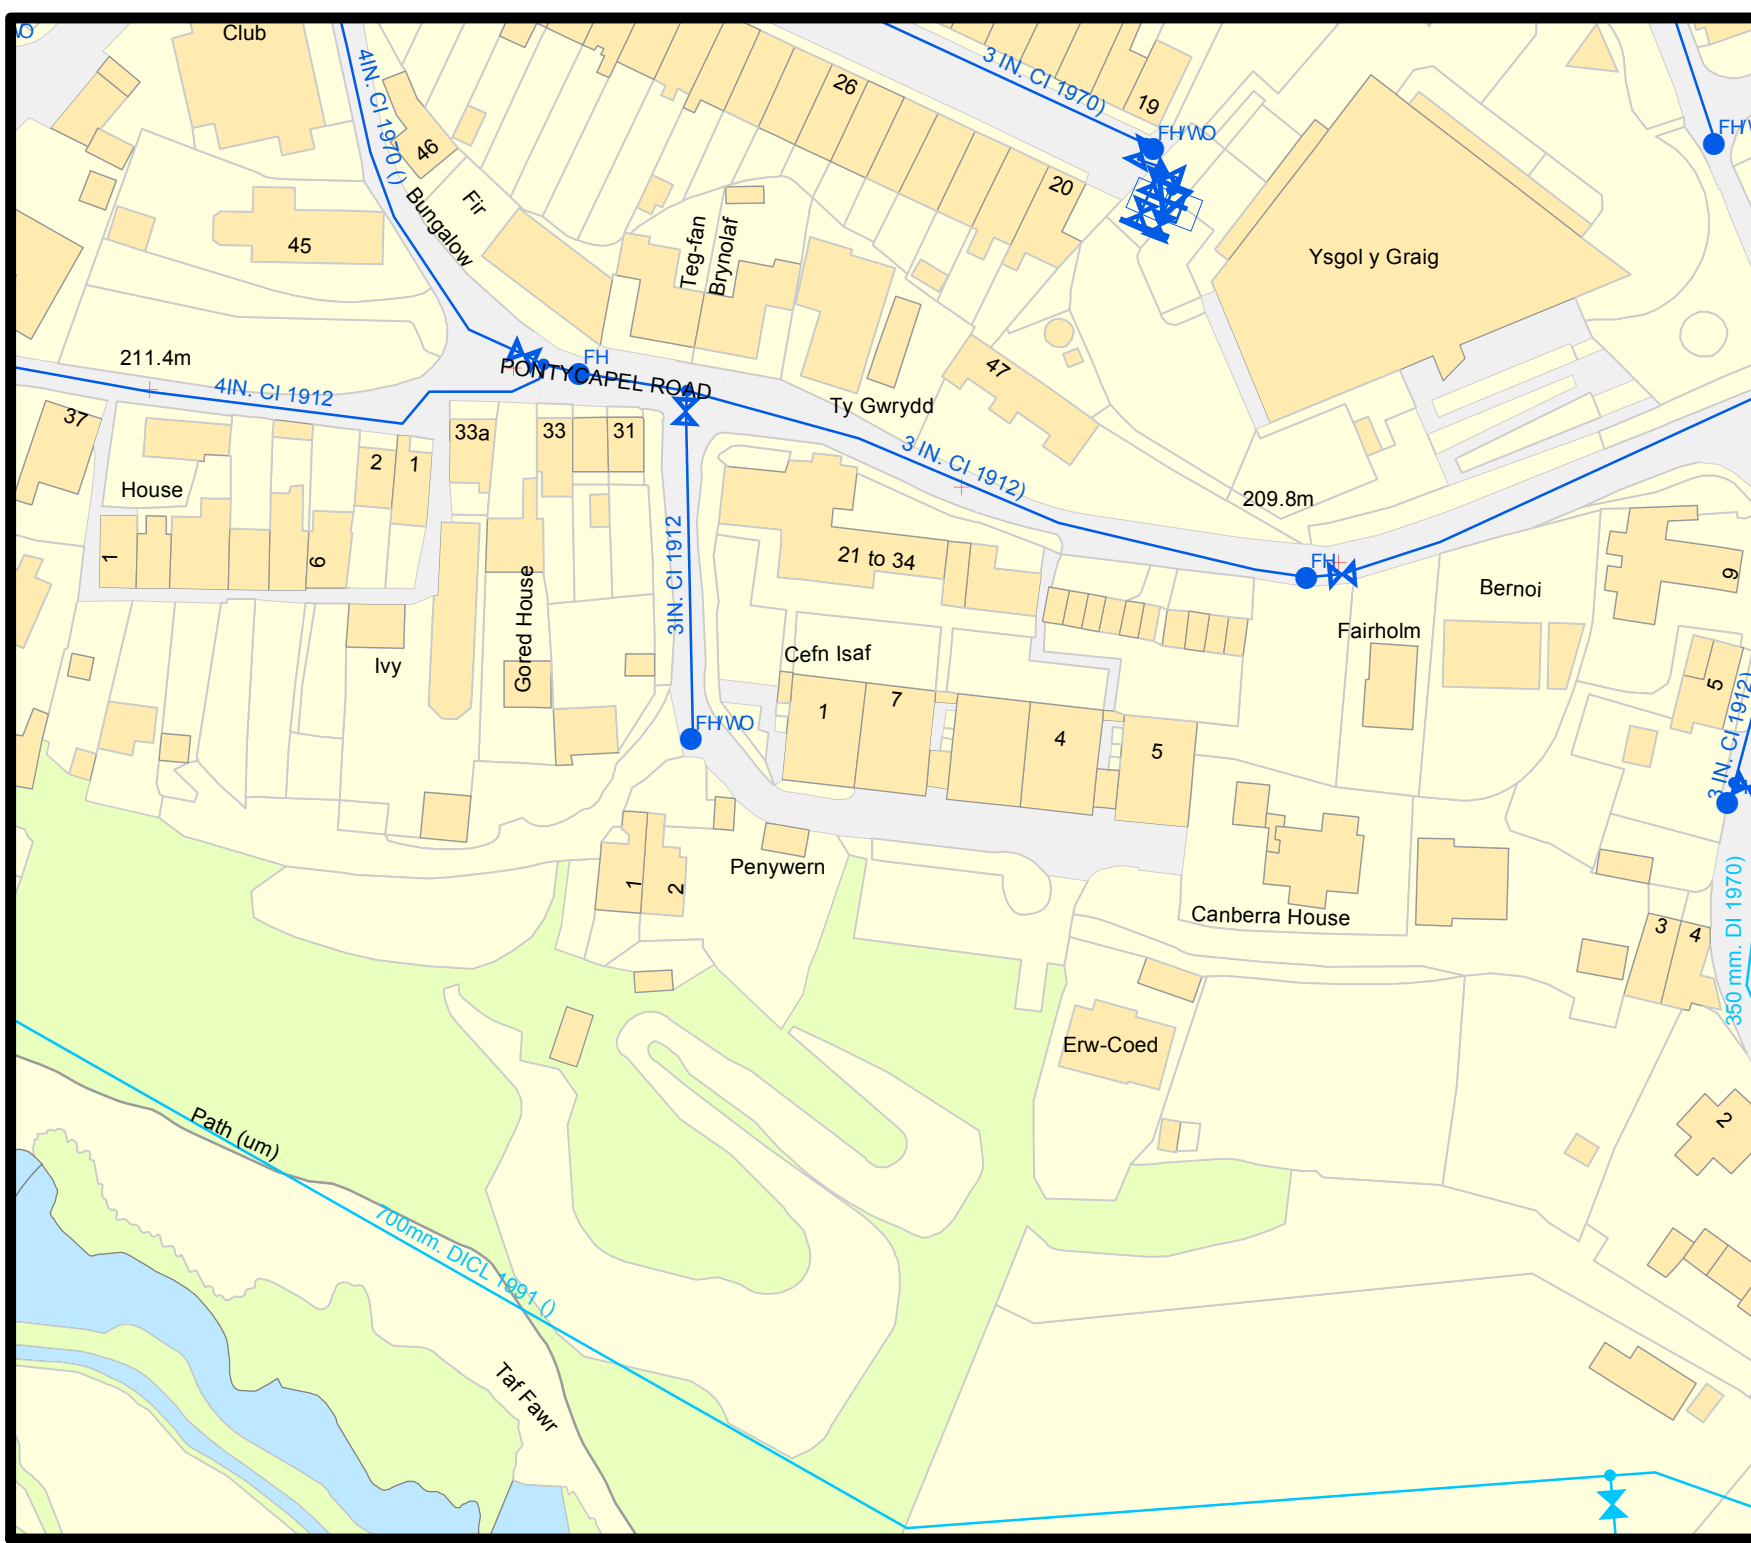 Club
4IN. CI 1970 ()
46
Fir
Bungalow
45
26
3 IN. CI 1970)
19
FH/WO
20
Teg-fan
Brynolaf
Ysgol y Graig
211.4m
4IN. CI 1912
FH
PONTYCAPEL ROAD
47
Ty Gwrydd
37
House
2
1
33a
33
31
3 IN. CI 1912)
209.8m
1
6
Gored House
3IN. CI 1912
21 to 34
FH
Bernoi
9
Fairholm
Ivy
Cefn Isaf
1
7
4
5
5
3 IN. CI 1912)
FH/WO
Penywern
1
2
Canberra House
3
4
350 mm. DI 1970)
Erw-Coed
2
Path (um)
700mm. DICL 1991 ()
Taf Fawr